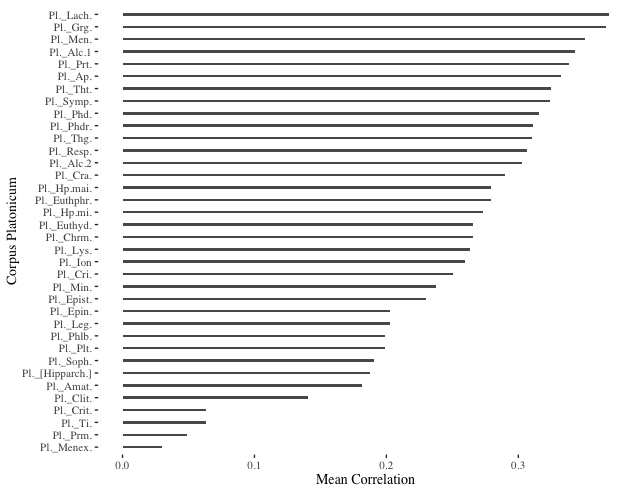 Pl._Lach.
Pl._Grg.
Pl._Men.
Pl._Alc.1
Pl._Prt.
Pl._Ap.
Pl._Tht.
Pl._Symp.
Pl._Phd.
Pl._Phdr.
Pl._Thg.
Pl._Resp.
Pl._Alc.2
Pl._Cra.
Pl._Hp.mai.
Pl._Euthphr.
Pl._Hp.mi.
Pl._Euthyd.
Pl._Chrm.
Pl._Lys.
Pl._Ion
Pl._Cri.
Pl._Min.
Pl._Epist.
Pl._Epin.
Pl._Leg.
Pl._Phlb.
Pl._Plt.
Pl._Soph.
Pl._[Hipparch.]
Pl._Amat.
Pl._Clit.
Pl._Crit.
Pl._Ti.
Pl._Prm.
Pl._Menex.
Corpus Platonicum
0.0 0.1 0.2 0.3
Mean Correlation